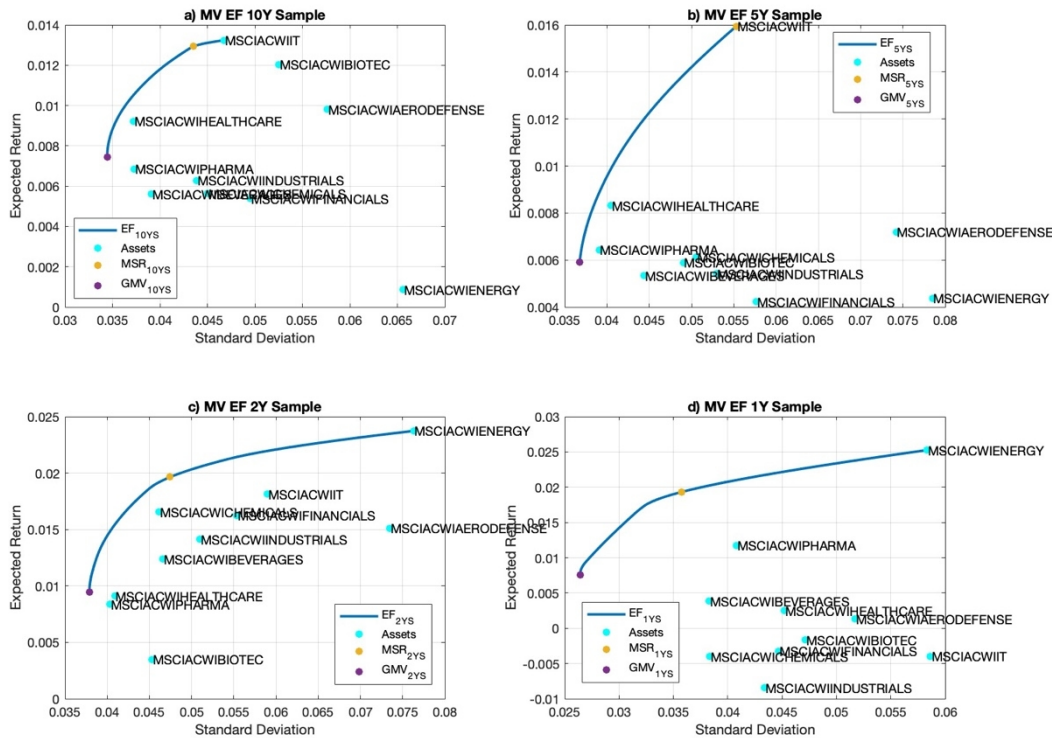 a) MV EF 10Y Sample
0.014
0.012
0.01
0.008
0.006
0.004
0.002
0
Expected Return
MSCIACWIIT
MSCIACWIBIOTEC
MSCIACWIAERODEFENSE
MSCIACWIHEALTHCARE
MSCIACWIPHARMA
MSCIACWIINDUSTRIALS
MSCIACWIBEVERAGES
MSCIACWICHEMICALS
MSCIACWIFINANCIALS
MSCIACWIENERGY
EF10YS
Assets
MSR10YS
GMV10YS
0.03 0.035 0.04 0.045 0.05 0.055 0.06 0.065 0.07
Standard Deviation
b) MV EF 5Y Sample
0.016
0.014
0.012
0.01
0.008
0.006
0.004
Expected Return
MSCIACWIIT
EF5YS
Assets
MSR5YS
GMV5YS
MSCIACWIHEALTHCARE
MSCIACWIAERODEFENSE
MSCIACWIPHARMA
MSCIACWICHEMICALS
MSCIACWIBIOTEC
MSCIACWIBEVERAGES
MSCIACWIINDUSTRIALS
MSCIACWIFINANCIALS
MSCIACWIENERGY
0.035 0.04 0.045 0.05 0.055 0.06 0.065 0.07 0.075 0.08
Standard Deviation
c) MV EF 2Y Sample
0.025
0.02
0.015
0.01
0.005
0
Expected Return
MSCIACWIENERGY
MSCIACWIIT
MSCIACWICHEMICALS
MSCIACWIFINANCIALS
MSCIACWIAERODEFENSE
MSCIACWIINDUSTRIALS
MSCIACWIBEVERAGES
MSCIACWIHEALTHCARE
MSCIACWIPHARMA
MSCIACWIBIOTEC
EF2YS
Assets
MSR2YS
GMV2YS
0.035 0.04 0.045 0.05 0.055 0.06 0.065 0.07 0.075 0.08
Standard Deviation
d) MV EF 1Y Sample
0.03
0.025
0.02
0.015
0.01
0.005
0
-0.005
-0.01
Expected Return
MSCIACWIENERGY
MSCIACWIPHARMA
MSCIACWIBEVERAGES
MSCIACWIHEALTHCARE
MSCIACWIAERODEFENSE
MSCIACWIBIOTEC
MSCIACWIFINANCIALS
MSCIACWICHEMICALS
MSCIACWIIT
MSCIACWIINDUSTRIALS
EF1YS
Assets
MSR1YS
GMV1YS
0.025 0.03 0.035 0.04 0.045 0.05 0.055 0.06
Standard Deviation